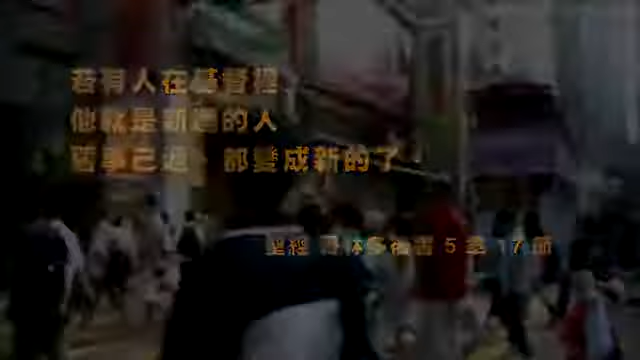 若有人在基督裡
他就是新造的人
舊事已過 都變成新的了
聖經 哥林多後書 5 章 17 節